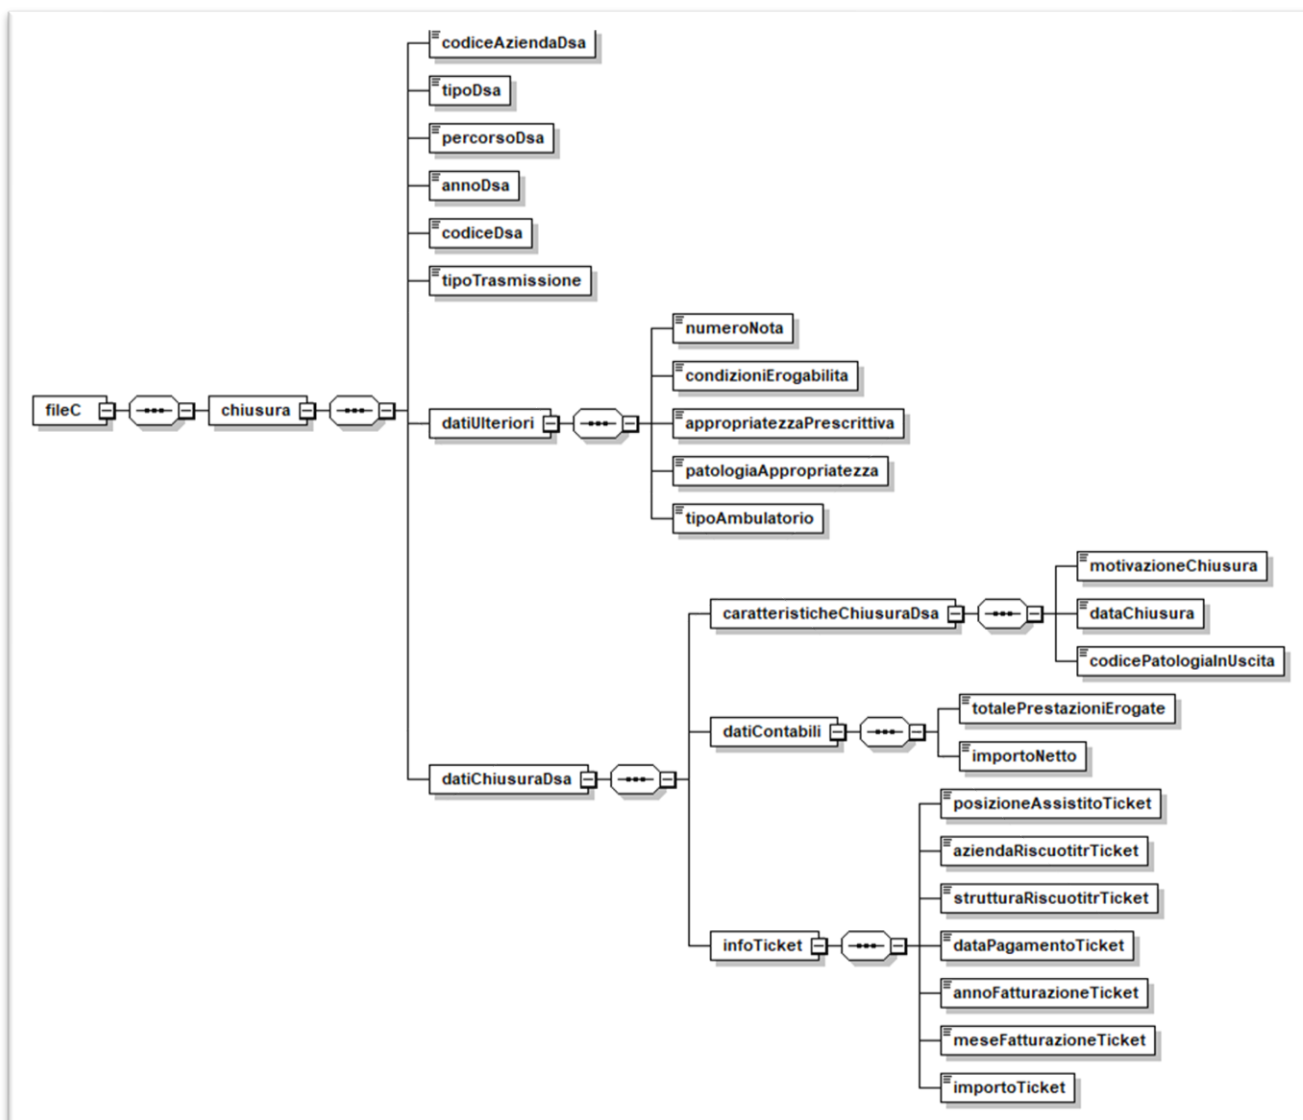 codiceAziendaDsa
tipoDsa
percorsoDsa
annoDsa
codiceDsa
tipoTrasmissione
numeroNota
condizioniErogabilita
fileC
chiusura
datiUlteriori
appropriatezzaPrescrittiva
patologiaAppropriatezza
tipoAmbulatorio
motivazioneChiusura
caratteristicheChiusuraDsa
dataChiusura
codicePatologiaInUscita
totalePrestazioniErogate
datiContabili
importoNetto
datiChiusuraDsa
posizioneAssistitoTicket
aziendaRiscuotitrTicket
strutturaRiscuotitrTicket
infoTicket
dataPagamentoTicket
annoFatturazioneTicket
meseFatturazioneTicket
importoTicket